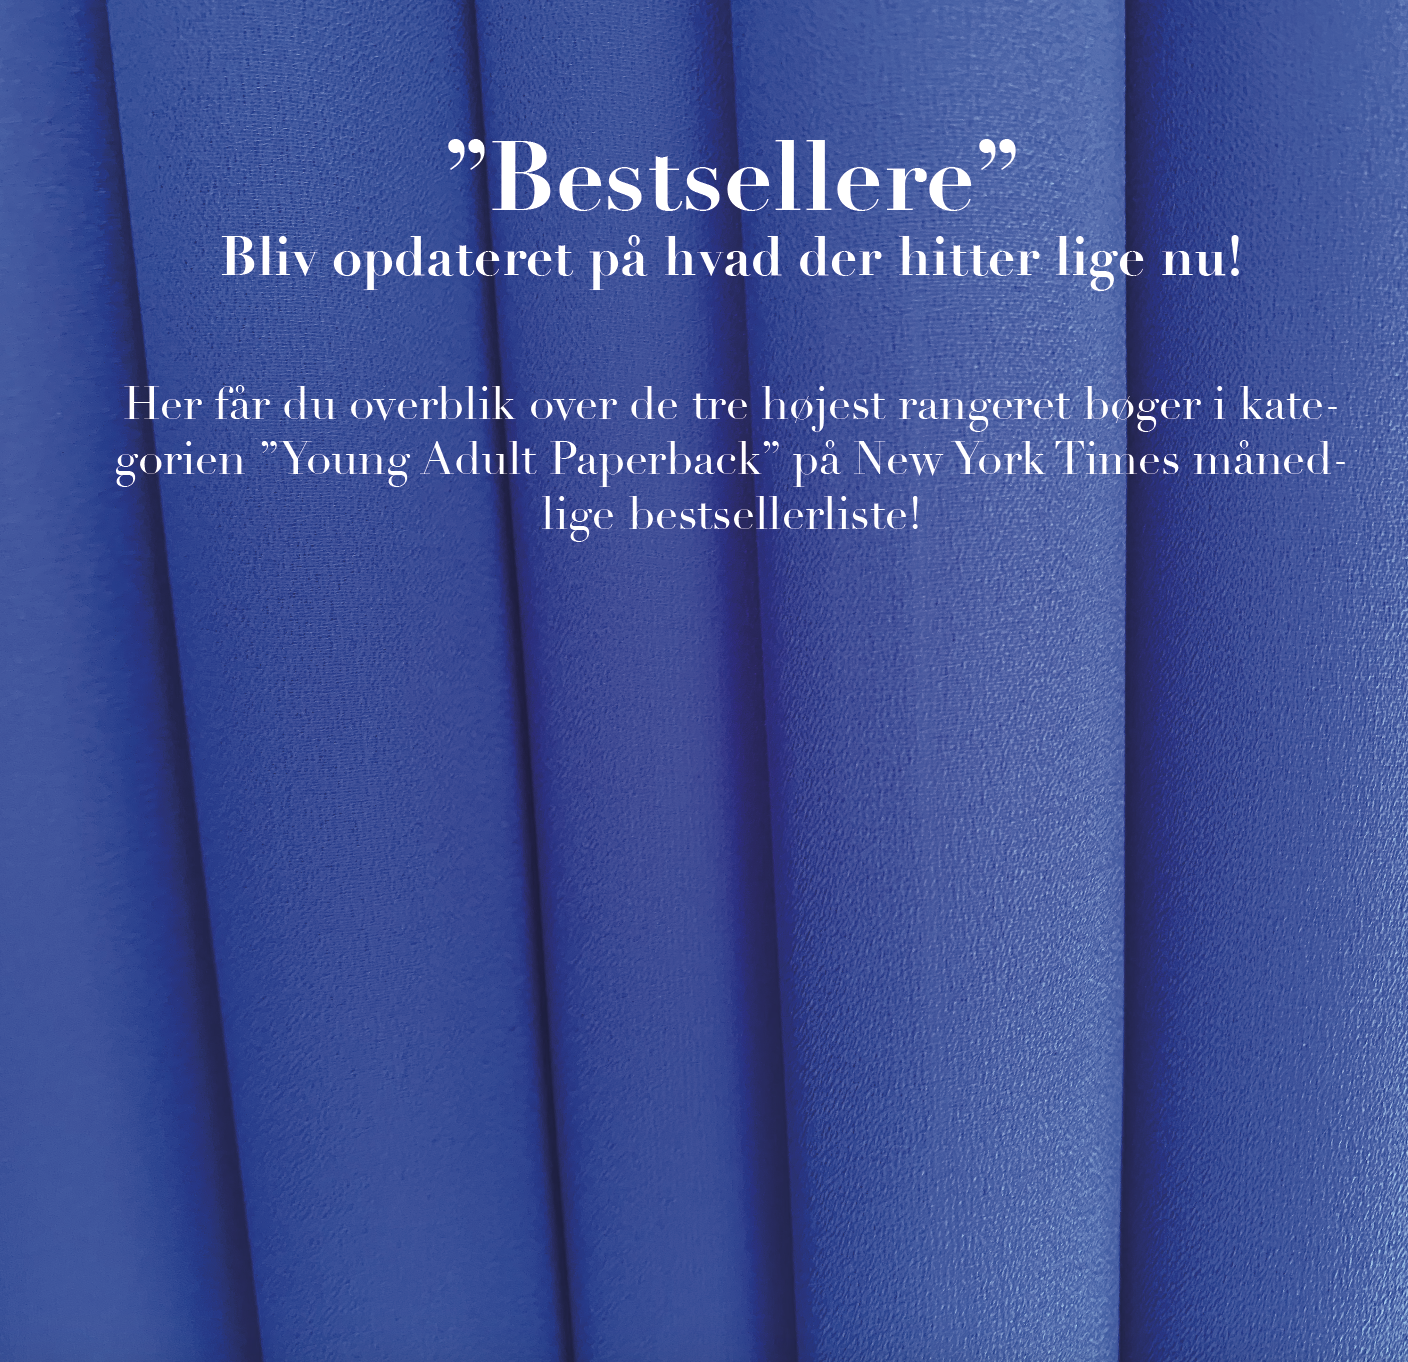 ”Bestsellere”
Bliv opdateret på hvad der hitter lige nu!
Her får du overblik over de tre højest rangeret bøger i kate-
gorien ”Young Adult Paperback” på New York Times måned-
lige bestsellerliste!